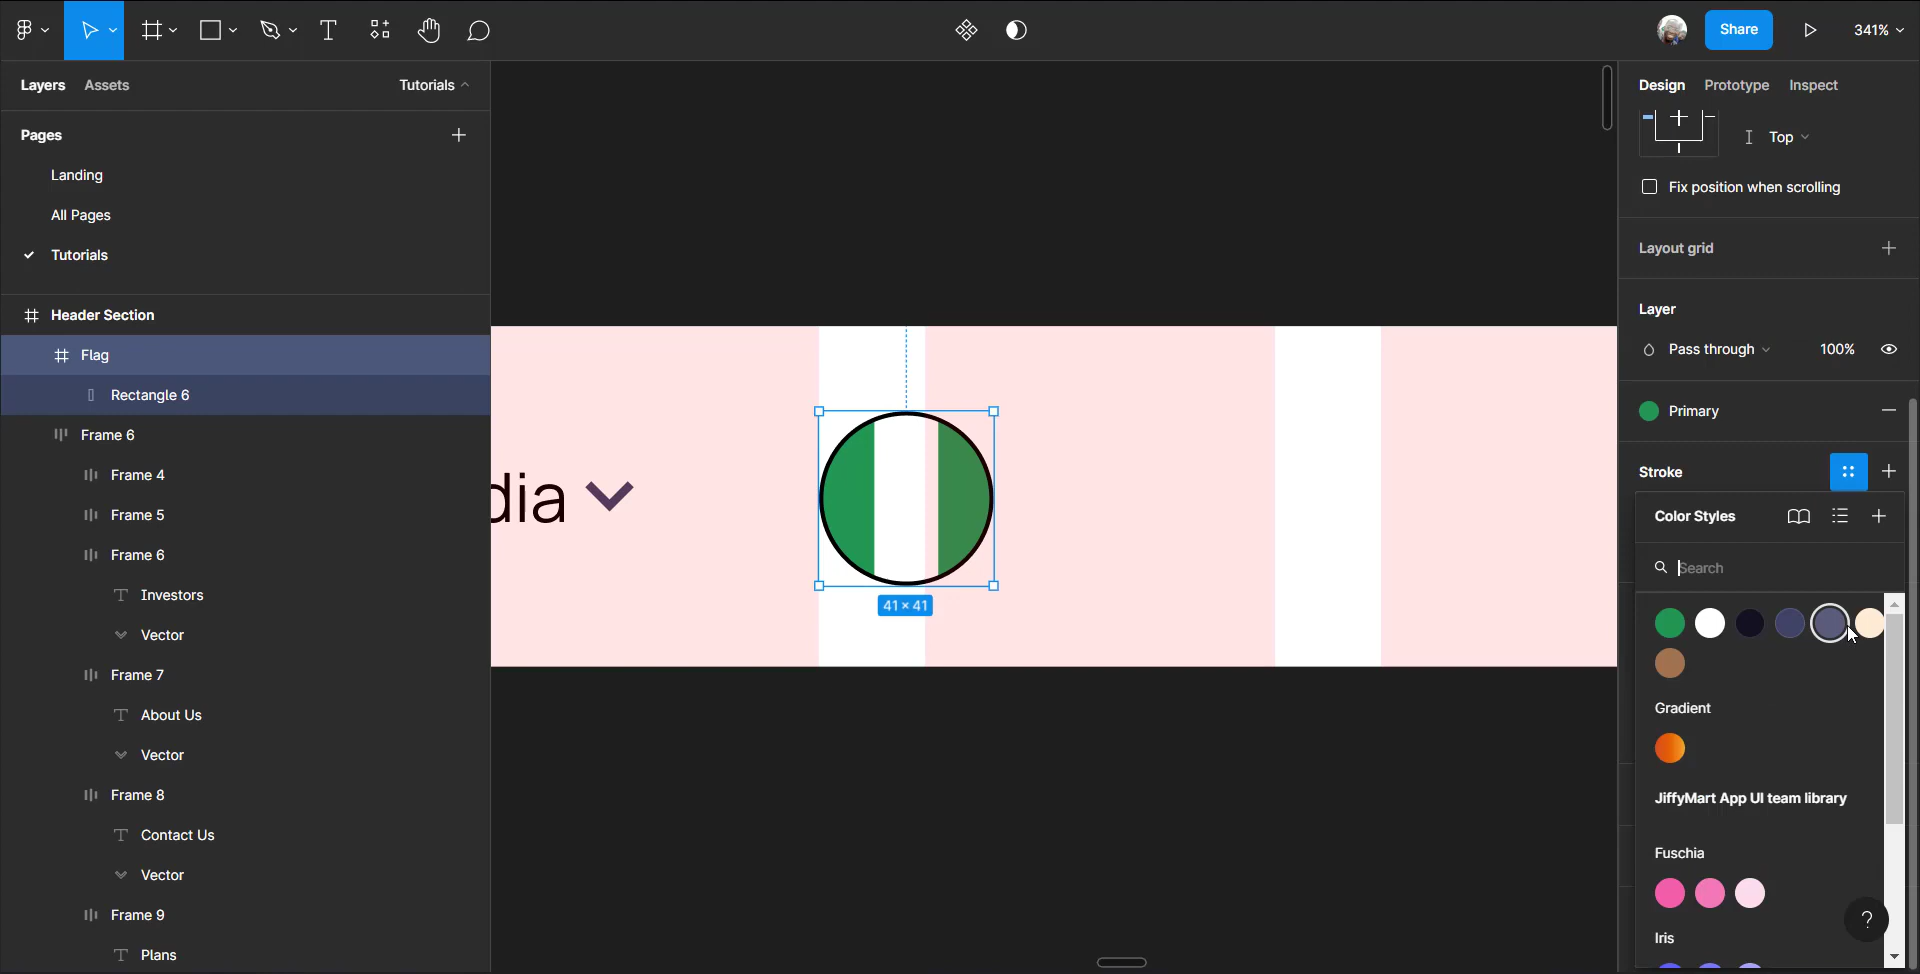 Share
341%
Layers
Assets
Tutorials
Pages
Landing
All Pages
Tutorials
Header Section
Flag
Rectangle 6
Frame 6
Frame 4
Frame 5
Frame 6
Investors
Vector
Frame 7
About Us
Vector
Frame 8
Contact Us
Vector
Frame 9
Plans
dia
41 × 41
Design
Prototype
Inspect
Top
Fix position when scrolling
Layout grid
Layer
Pass through
100%
Primary
Stroke
Color Styles
Search
Gradient
JiffyMart App UI team library
Fuschia
Iris
?